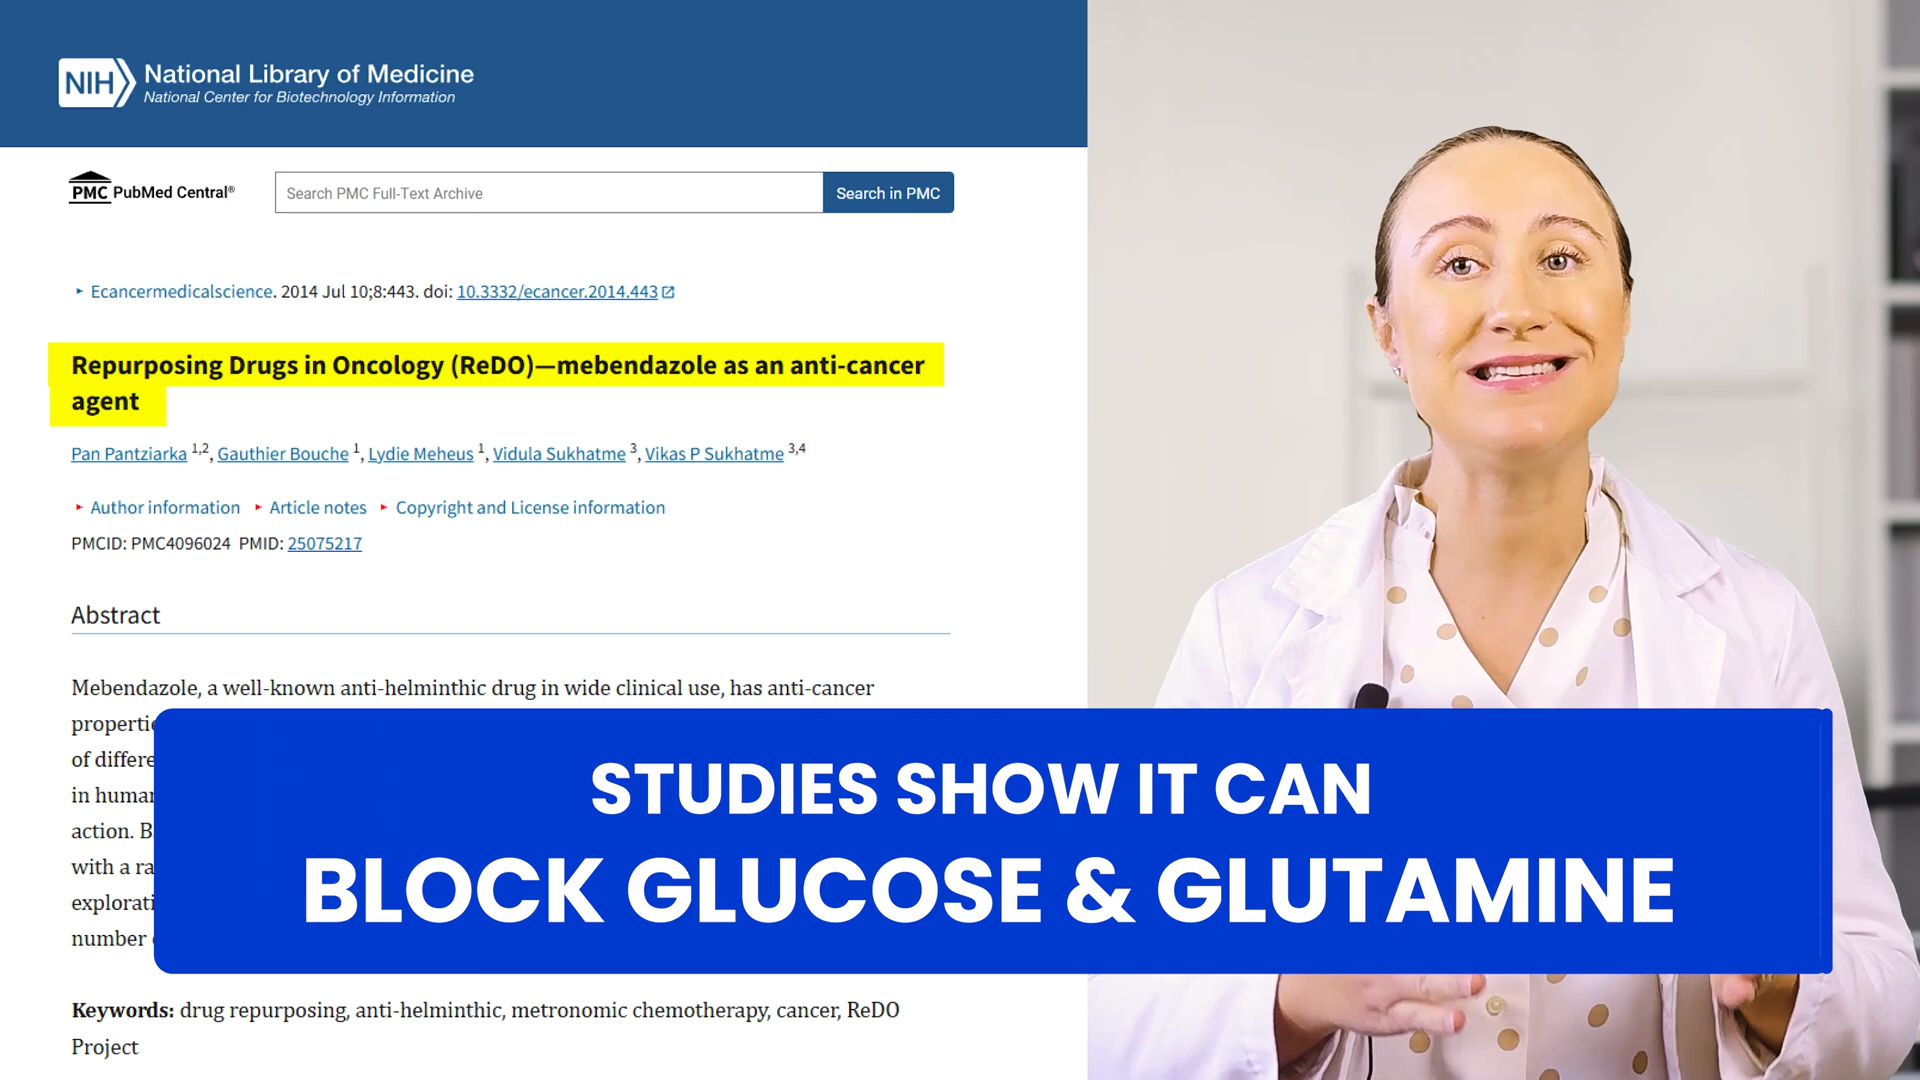 NIH National Library of Medicine
National Center for Biotechnology Information
PMC PubMed Central®
Search PMC Full-Text Archive
Search in PMC
Ecancermedicalscience. 2014 Jul 10;8:443. doi: 10.3332/ecancer.2014.443
Repurposing Drugs in Oncology (ReDO)—mebendazole as an anti-cancer
agent
Pan Pantziarka 1,2, Gauthier Bouche 1, Lydie Meheus 1, Vidula Sukhatme 3, Vikas P Sukhatme 3,4
Author information Article notes Copyright and License information
PMCID: PMC4096024 PMID: 25075217
Abstract
Mebendazole, a well-known anti-helminthic drug in wide clinical use, has anti-cancer
of
in
action.
with a
number
STUDIES SHOW IT CAN
BLOCK GLUCOSE & GLUTAMINE
Keywords: drug repurposing, anti-helminthic, metronomic chemotherapy, cancer, ReDO
Project